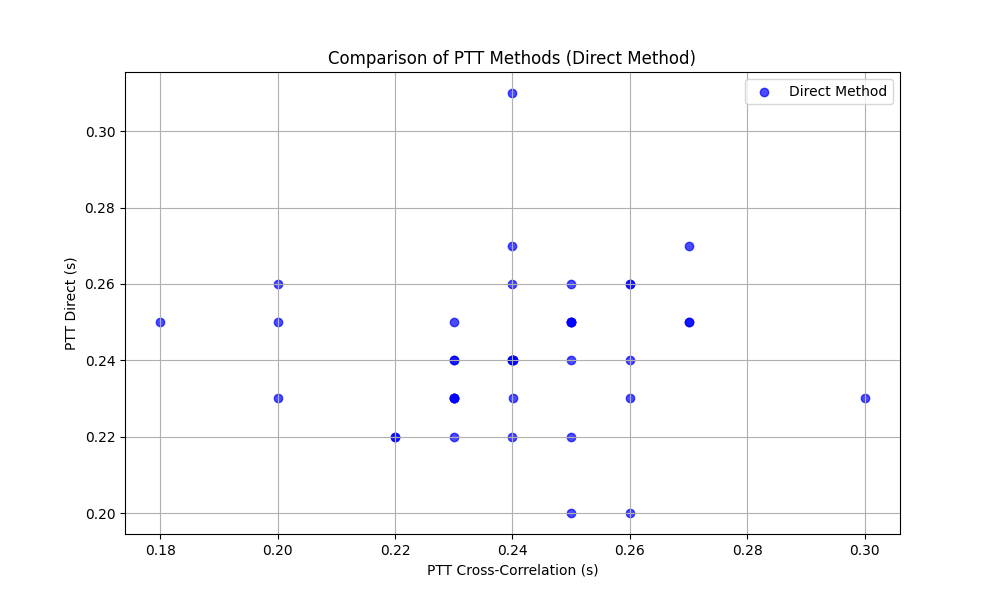 Comparison of PTT Methods (Direct Method)
Direct Method
0.30
0.28
0.26
0.24
0.22
0.20
PTT Direct (s)
0.18 0.20 0.22 0.24 0.26 0.28 0.30
PTT Cross-Correlation (s)